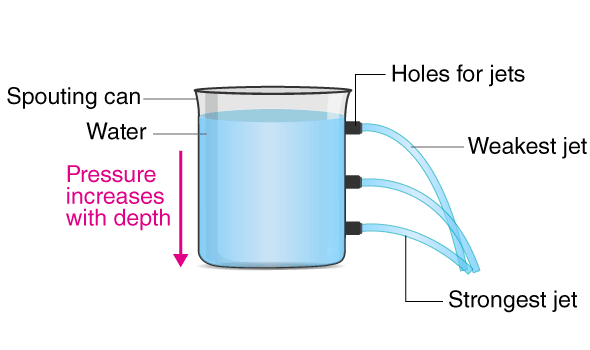 Holes for jets
Spouting can
Water
Weakest jet
Pressure
increases
with depth
Strongest jet